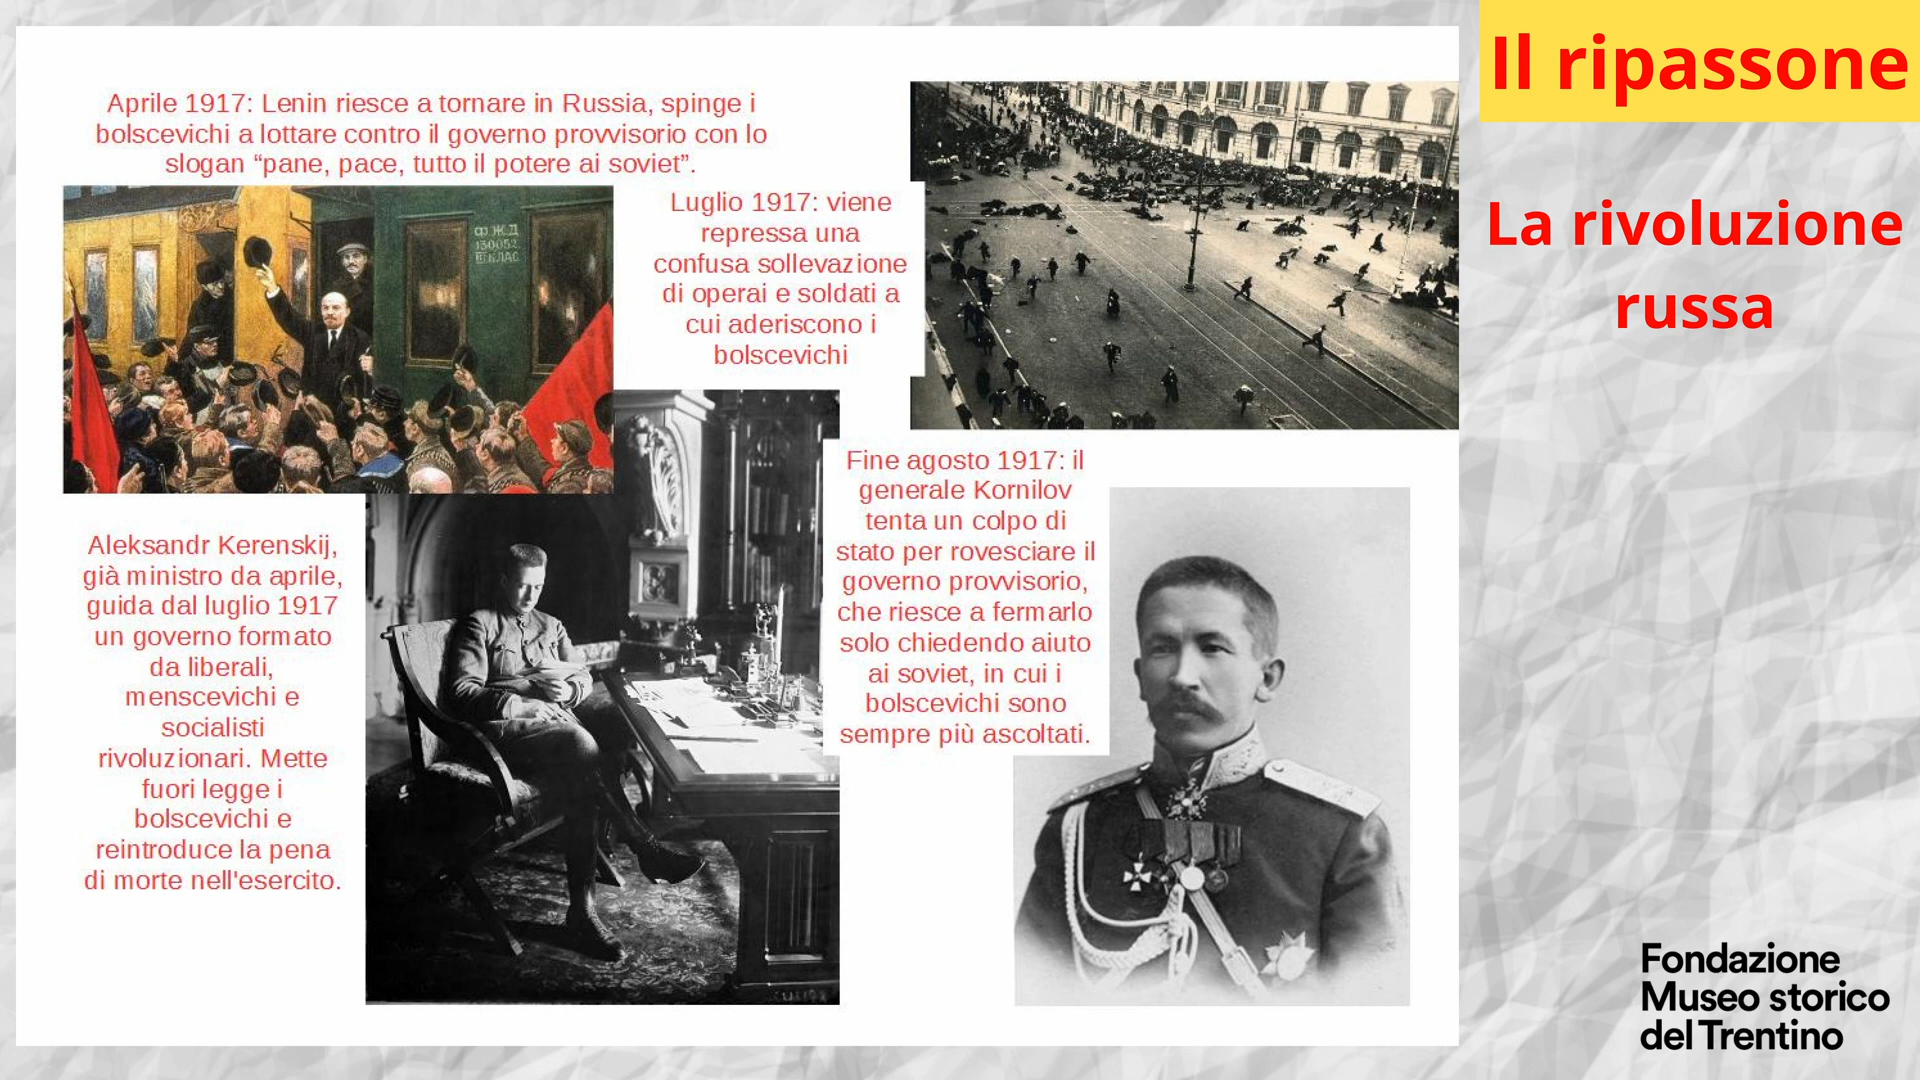 Il ripassone
La rivoluzione
russa
Aprile 1917: Lenin riesce a tornare in Russia, spinge i
bolscevichi a lottare contro il governo provvisorio con lo
slogan “pane, pace, tutto il potere ai soviet”.
Ф.Ж.Д
130052.
III КЛАС
Luglio 1917: viene
repressa una
confusa sollevazione
di operai e soldati a
cui aderiscono i
bolscevichi
Aleksandr Kerenskij,
già ministro da aprile,
guida dal luglio 1917
un governo formato
da liberali,
menscevichi e
socialisti
rivoluzionari. Mette
fuori legge i
bolscevichi e
reintroduce la pena
di morte nell'esercito.
Fine agosto 1917: il
generale Kornilov
tenta un colpo di
stato per rovesciare il
governo provvisorio,
che riesce a fermarlo
solo chiedendo aiuto
ai soviet, in cui i
bolscevichi sono
sempre più ascoltati.
Fondazione
Museo storico
del Trentino